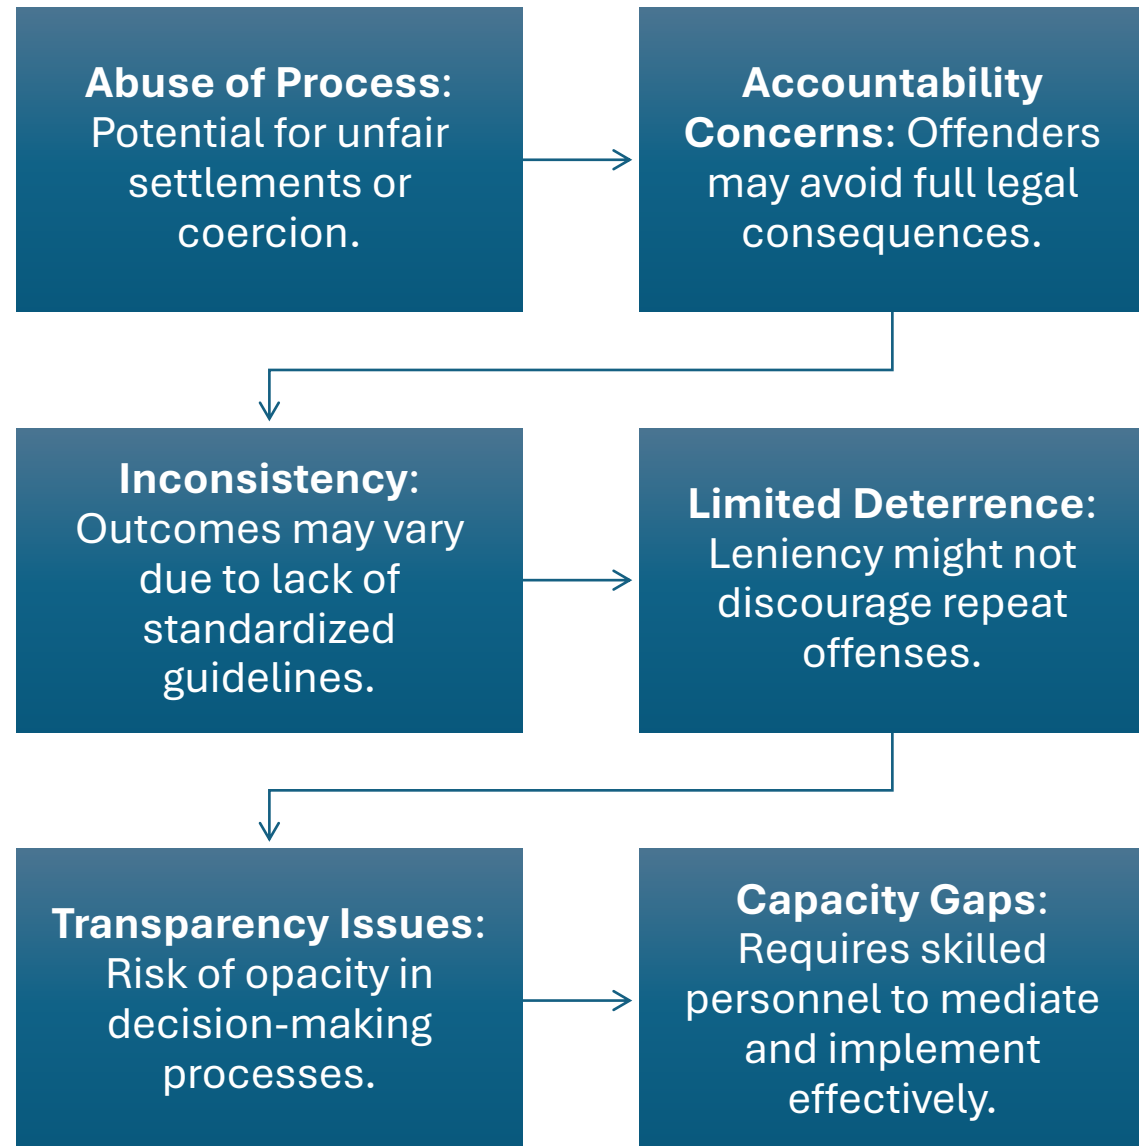 Abuse of Process:
Potential for unfair
settlements or
coercion.
Accountability
Concerns: Offenders
may avoid full legal
consequences.
Inconsistency:
Outcomes may vary
due to lack of
standardized
guidelines.
Limited Deterrence:
Leniency might not
discourage repeat
offenses.
Transparency Issues:
Risk of opacity in
decision-making
processes.
Capacity Gaps:
Requires skilled
personnel to mediate
and implement
effectively.